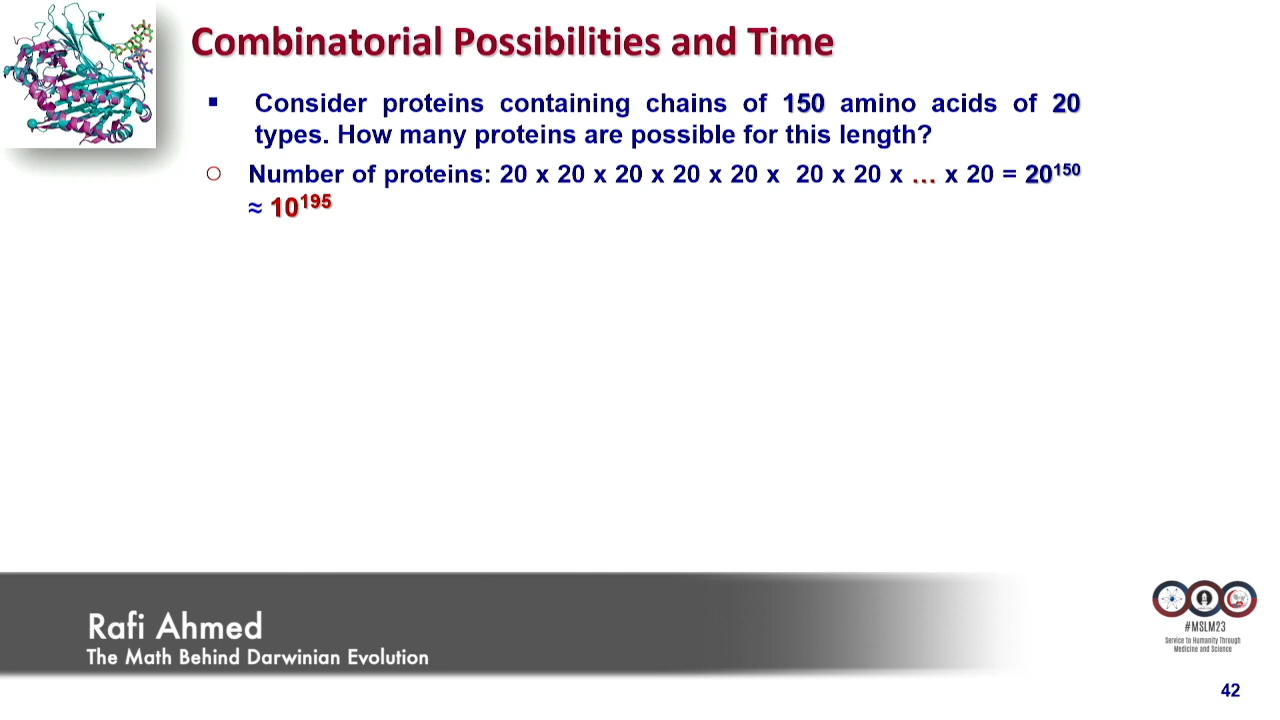 Combinatorial Possibilities and Time
▪ Consider proteins containing chains of 150 amino acids of 20
types. How many proteins are possible for this length?
○ Number of proteins: 20 x 20 x 20 x 20 x 20 x 20 x 20 x … x 20 = 20¹⁵⁰
≈ 10¹⁹⁵
Rafi Ahmed
The Math Behind Darwinian Evolution
#MSLM23
Service to Humanity Through
Medicine and Science
42